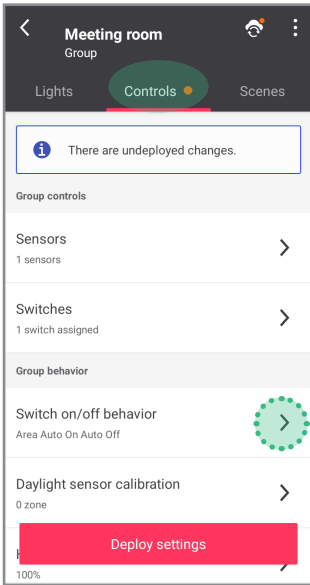 Meeting room
Group
Lights
Controls
Scenes
There are undeployed changes.
Group controls
Sensors
1 sensors
Switches
1 switch assigned
Group behavior
Switch on/off behavior
Area Auto On Auto Off
Daylight sensor calibration
0 zone
Deploy settings
100%